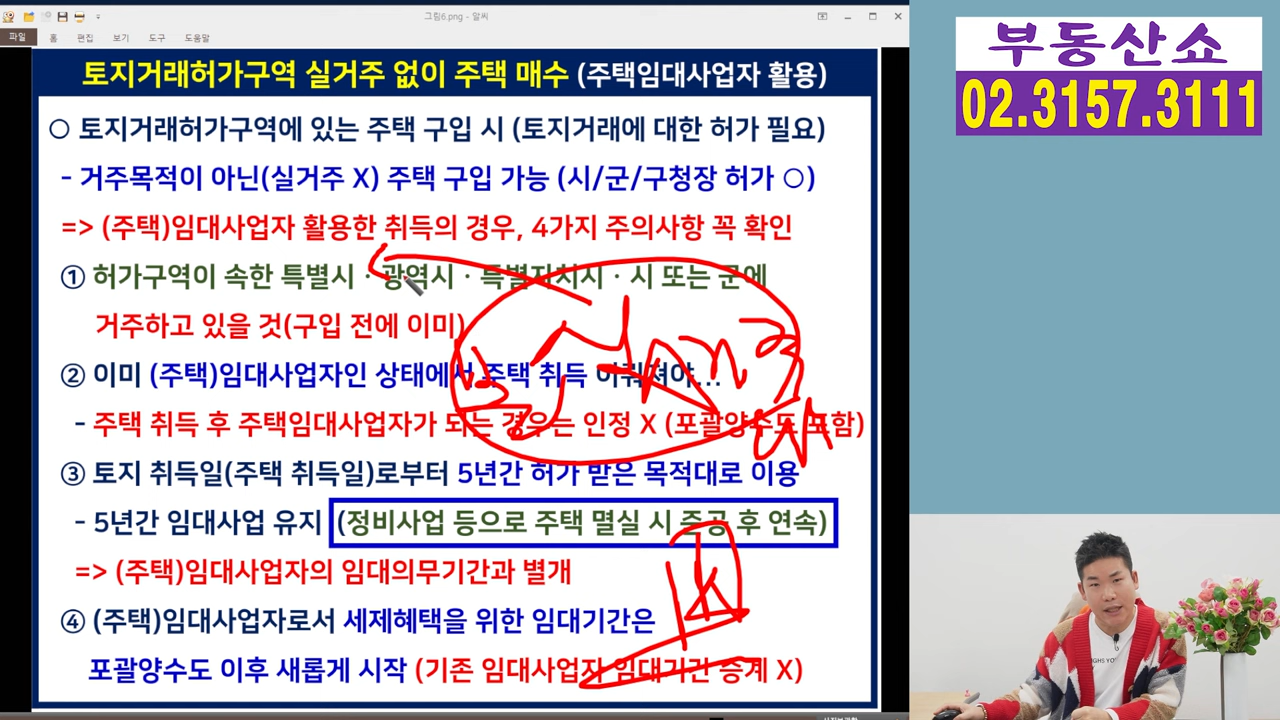 그림6.png - 알씨
파일 홈 편집 보기 도구 도움말
토지거래허가구역 실거주 없이 주택 매수 (주택임대사업자 활용)
○ 토지거래허가구역에 있는 주택 구입 시 (토지거래에 대한 허가 필요)
- 거주목적이 아닌(실거주 X) 주택 구입 가능 (시/군/구청장 허가 ○)
=> (주택)임대사업자 활용한 취득의 경우, 4가지 주의사항 꼭 확인
① 허가구역이 속한 특별시 · 광역시 · 특별자치시 · 시 또는 군에
거주하고 있을 것(구입 전에 이미)
② 이미 (주택)임대사업자인 상태에서 주택 취득 이뤄져야...
- 주택 취득 후 주택임대사업자가 되는 경우는 인정 X (포괄양수도 포함)
③ 토지 취득일(주택 취득일)로부터 5년간 허가 받은 목적대로 이용
- 5년간 임대사업 유지 (정비사업 등으로 주택 멸실 시 준공 후 연속)
=> (주택)임대사업자의 임대의무기간과 별개
④ (주택)임대사업자로서 세제혜택을 위한 임대기간은
포괄양수도 이후 새롭게 시작 (기존 임대사업자 임대기간 승계 X)
부동산쇼
02.3157.3111